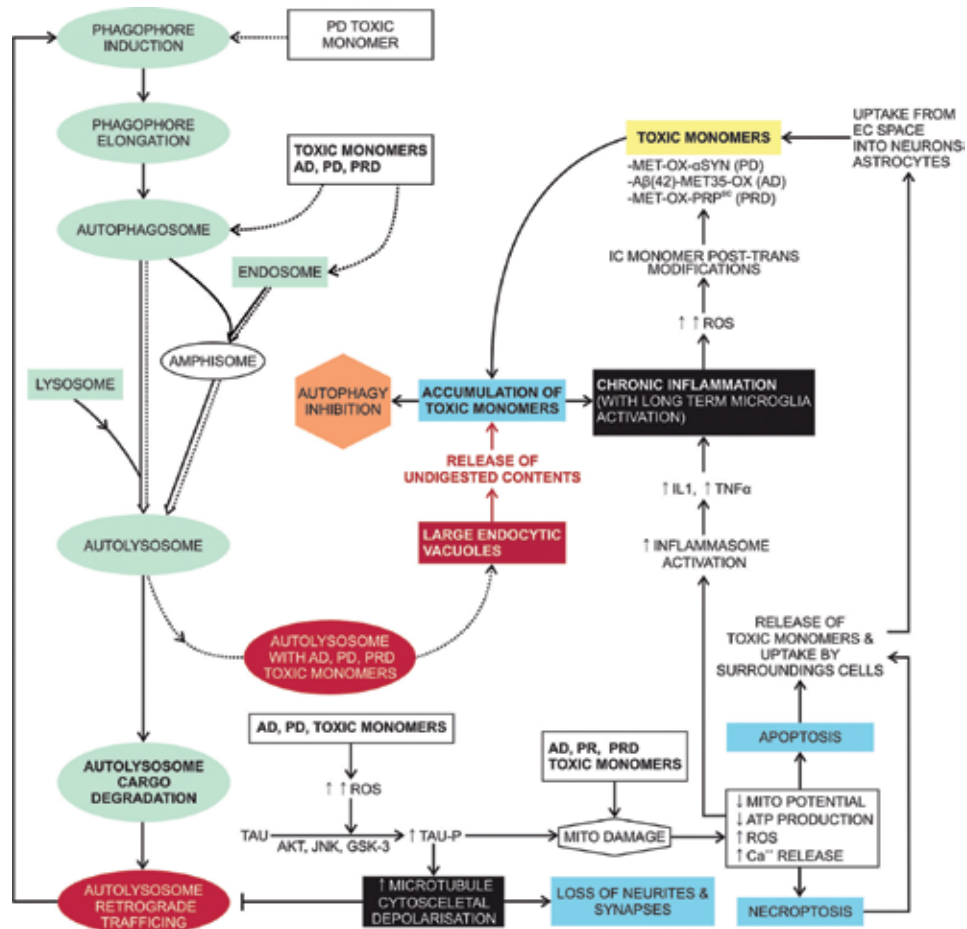 PHAGOPHORE
INDUCTION
PD TOXIC
MONOMER
PHAGOPHORE
ELONGATION
TOXIC MONOMERS
AD, PD, PRD
AUTOPHAGOSOME
ENDOSOME
AMPHISOME
LYSOSOME
AUTOLYSOSOME
AUTOLYSOSOME
WITH AD, PD, PRD
TOXIC MONOMERS
AUTOLYSOSOME
CARGO
DEGRADATION
AUTOLYSOSOME
RETROGRADE
TRAFFICING
AUTOPHAGY
INHIBITION
ACCUMULATION OF
TOXIC MONOMERS
RELEASE OF
UNDIGESTED CONTENTS
LARGE ENDOCYTIC
VACUOLES
TOXIC MONOMERS
-MET-OX-αSYN (PD)
-Aβ(42)-MET35-OX (AD)
-MET-OX-PRPˢᶜ (PRD)
UPTAKE FROM
EC SPACE
INTO NEURONS-
ASTROCYTES
IC MONOMER POST-TRANS
MODIFICATIONS
↑ ↑ ROS
CHRONIC INFLAMMATION
(WITH LONG TERM MICROGLIA
ACTIVATION)
↑ IL1, ↑ TNFα
↑ INFLAMMASOME
ACTIVATION
RELEASE OF
TOXIC MONOMERS &
UPTAKE BY
SURROUNDINGS CELLS
APOPTOSIS
AD, PD, TOXIC MONOMERS
↑ ↑ ROS
TAU
AKT, JNK, GSK-3
↑ TAU-P
AD, PR, PRD
TOXIC MONOMERS
MITO DAMAGE
↓ MITO POTENTIAL
↓ ATP PRODUCTION
↑ ROS
↑ Ca⁺⁺ RELEASE
↑ MICROTUBULE
CYTOSCELETAL
DEPOLARISATION
LOSS OF NEURITES &
SYNAPSES
NECROPTOSIS